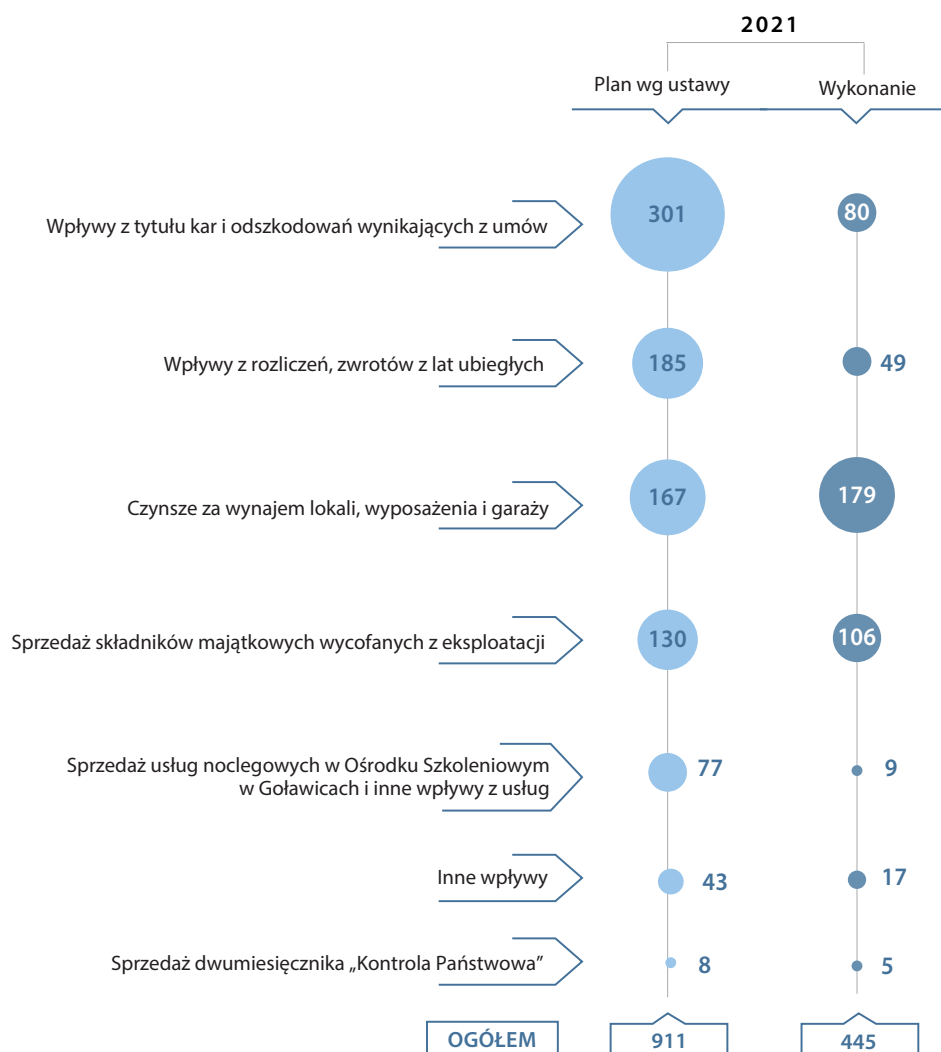 2021
Plan wg ustawy Wykonanie
Wpływy z tytułu kar i odszkodowań wynikających z umów 301 80
Wpływy z rozliczeń, zwrotów z lat ubiegłych 185 49
Czynsze za wynajem lokali, wyposażenia i garaży 167 179
Sprzedaż składników majątkowych wycofanych z eksploatacji 130 106
Sprzedaż usług noclegowych w Ośrodku Szkoleniowym
w Goławicach i inne wpływy z usług 77 9
Inne wpływy 43 17
Sprzedaż dwumiesięcznika „Kontrola Państwowa” 8 5
OGÓŁEM 911 445